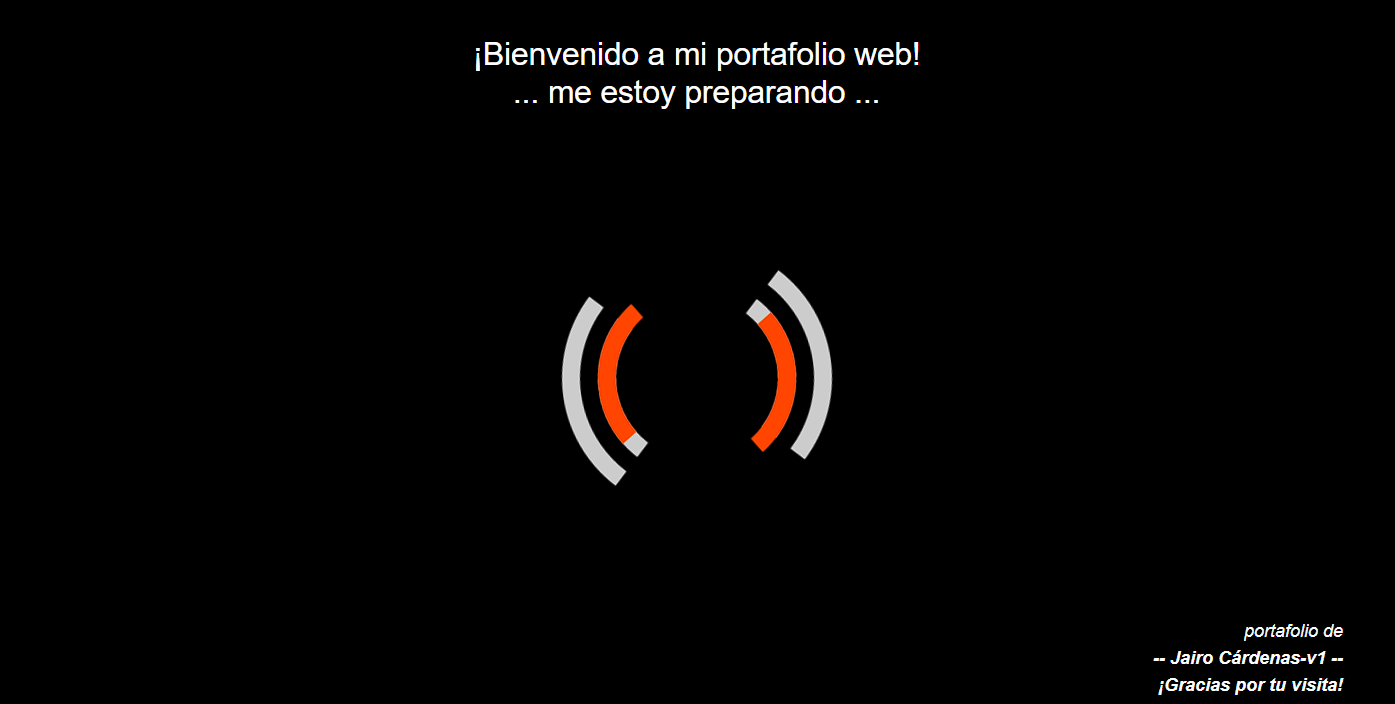 ¡Bienvenido a mi portafolio web!
... me estoy preparando ...
portafolio de
-- Jairo Cárdenas-v1 --
¡Gracias por tu visita!